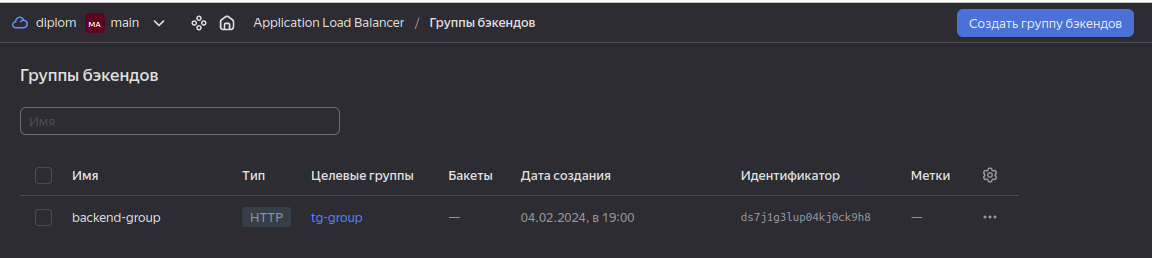 diplom MA main Application Load Balancer / Группы бэкендов Создать группу бэкендов
Группы бэкендов
Имя
Имя Тип Целевые группы Бакеты Дата создания Идентификатор Метки
backend-group HTTP tg-group — 04.02.2024, в 19:00 ds7j1g3lup04kj0ck9h8 —